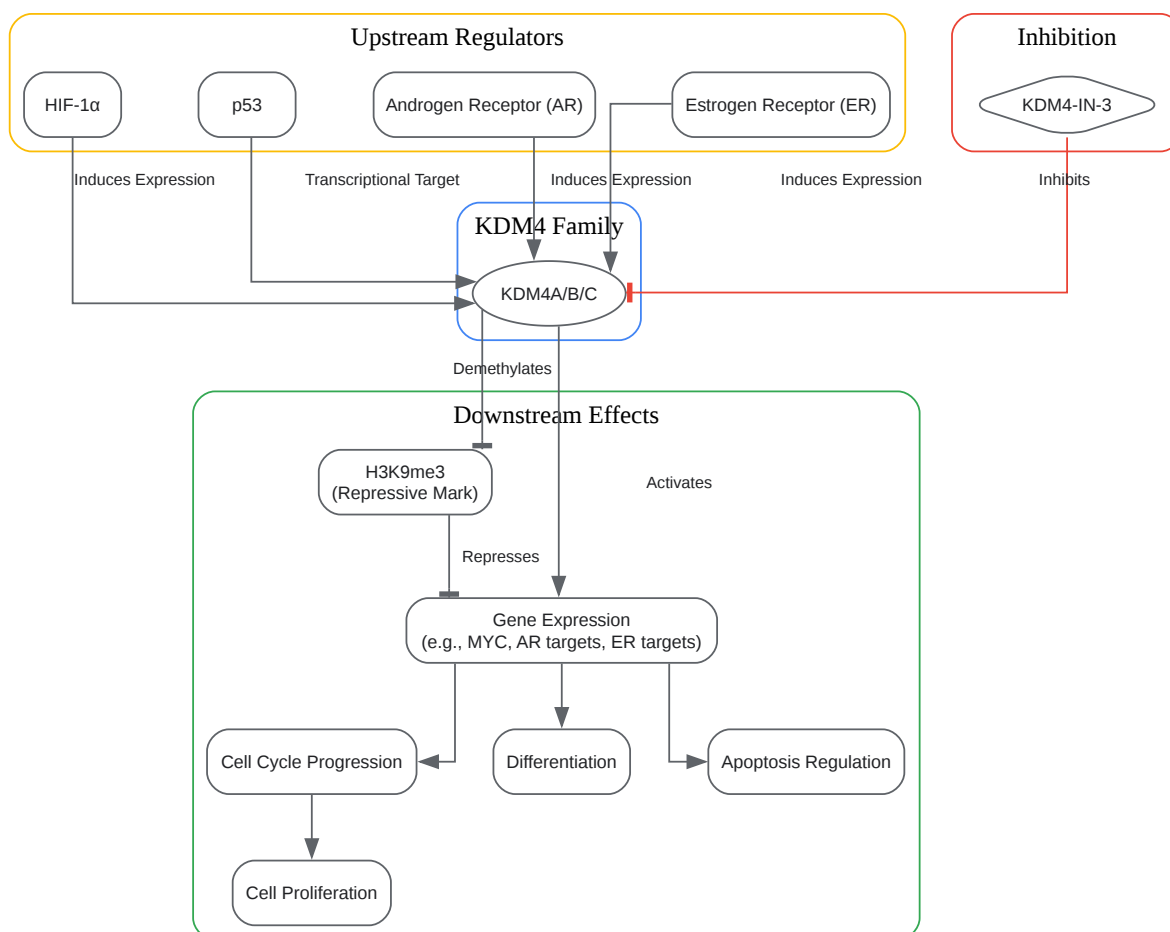 Upstream Regulators
Inhibition
HIF-1α
p53
Androgen Receptor (AR)
Estrogen Receptor (ER)
KDM4-IN-3
Induces Expression
Transcriptional Target
Induces Expression
Induces Expression
Inhibits
KDM4 Family
KDM4A/B/C
Demethylates
Downstream Effects
H3K9me3
(Repressive Mark)
Activates
Represses
Gene Expression
(e.g., MYC, AR targets, ER targets)
Cell Cycle Progression
Differentiation
Apoptosis Regulation
Cell Proliferation